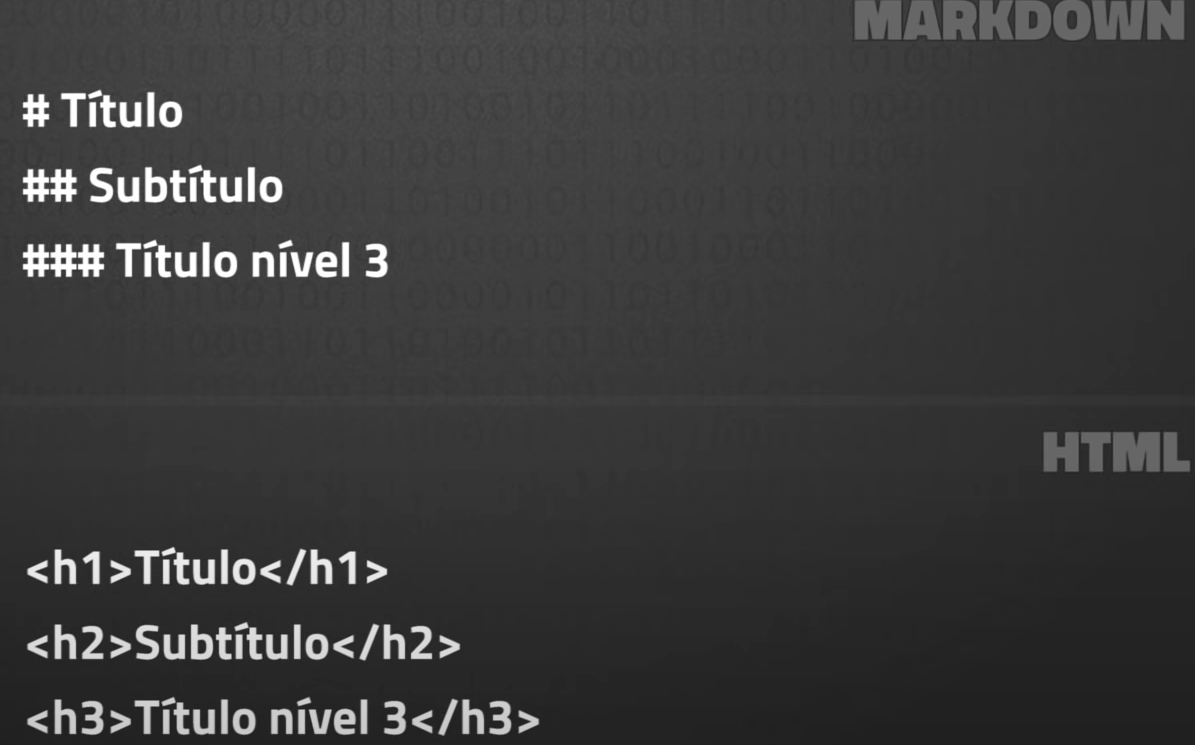 MARKDOWN
# Título
## Subtítulo
### Título nível 3
HTML
<h1>Título</h1>
<h2>Subtítulo</h2>
<h3>Título nível 3</h3>